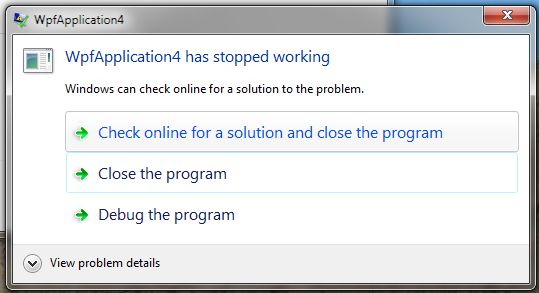 WpfApplication4
WpfApplication4 has stopped working
Windows can check online for a solution to the problem.
Check online for a solution and close the program
Close the program
Debug the program
View problem details